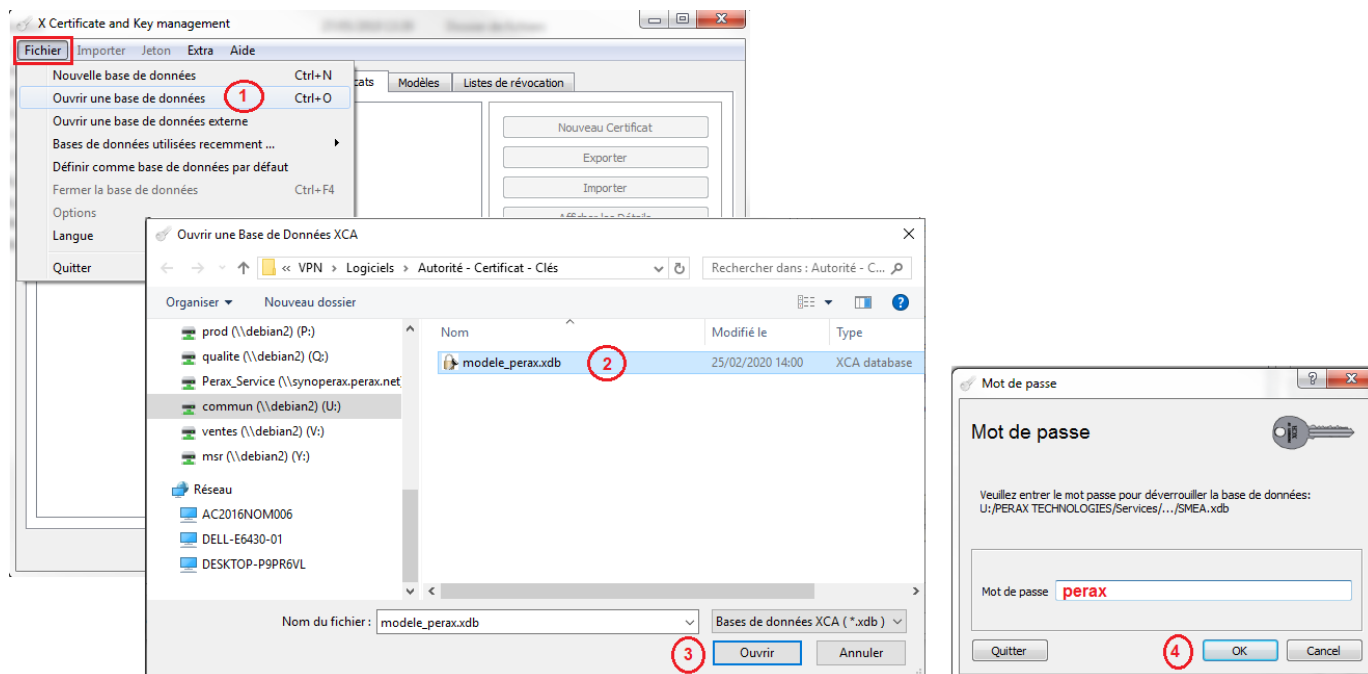 X Certificate and Key management
Fichier Importer Jeton Extra Aide
Nouvelle base de données Ctrl+N
Ouvrir une base de données 1 Ctrl+O
Ouvrir une base de données externe
Bases de données utilisées recemment ...
Définir comme base de données par défaut
Fermer la base de données Ctrl+F4
Options
Langue
Quitter
cats Modèles Listes de révocation
Nouveau Certificat
Exporter
Importer
Afficher les Détails
Ouvrir une Base de Données XCA
« VPN > Logiciels > Autorité - Certificat - Clés
Rechercher dans : Autorité - C...
Organiser Nouveau dossier
prod (\\debian2) (P:)
qualite (\\debian2) (Q:)
Perax_Service (\\synoperax.perax.net
commun (\\debian2) (U:)
ventes (\\debian2) (V:)
msr (\\debian2) (Y:)
Réseau
AC2016NOM006
DELL-E6430-01
DESKTOP-P9PR6VL
Nom Modifié le Type
modele_perax.xdb 2 25/02/2020 14:00 XCA database
Nom du fichier : modele_perax.xdb Bases de données XCA ( *.xdb )
3 Ouvrir Annuler
Mot de passe
Mot de passe
Veuillez entrer le mot passe pour déverrouiller la base de données:
U:/PERAX TECHNOLOGIES/Services/.../SMEA.xdb
Mot de passe perax
Quitter 4 OK Cancel